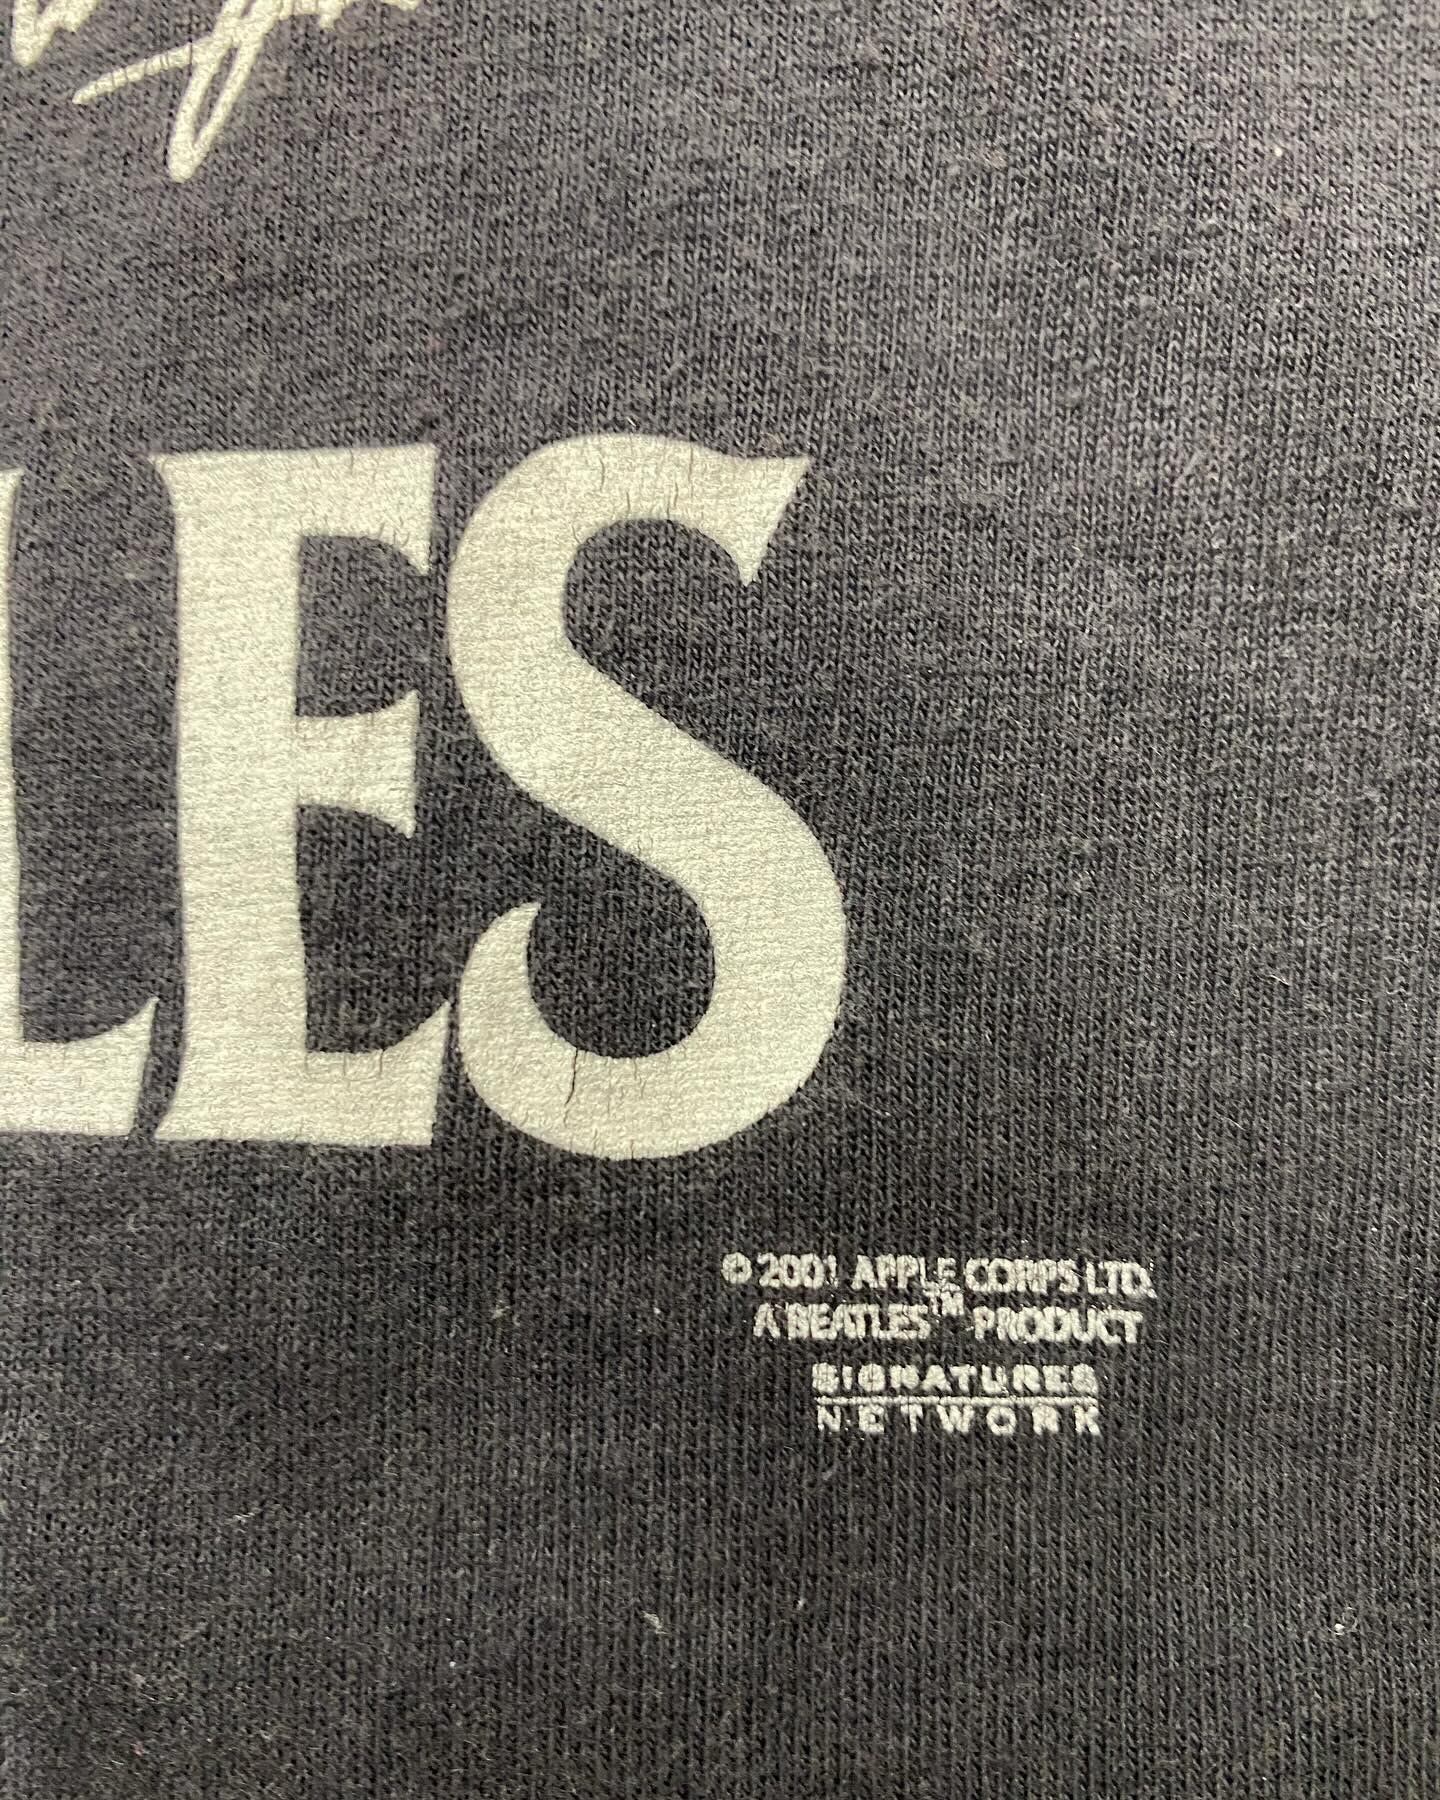 LES
© 2001 APPLE CORPS LTD.
A BEATLES™ PRODUCT
SIGNATURES
NETWORK